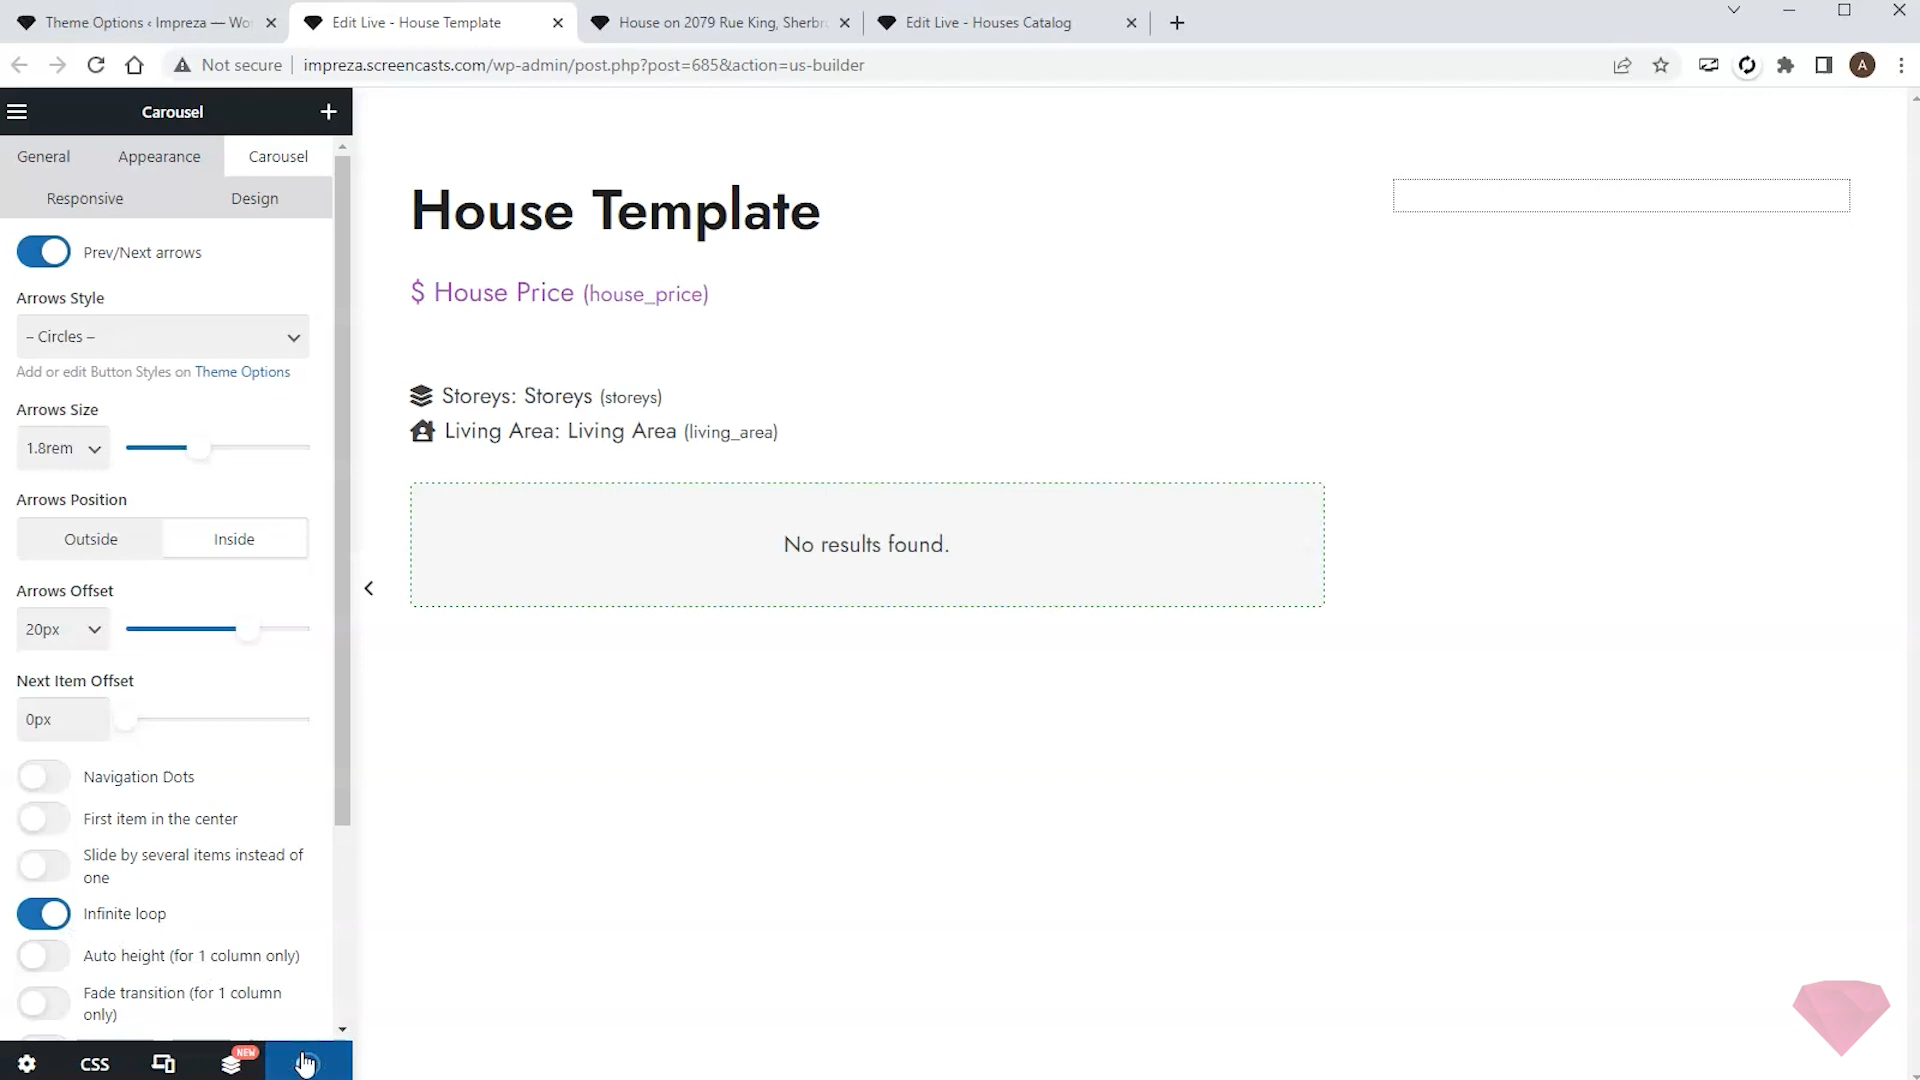 Theme Options ‹ Impreza — Wo
Edit Live - House Template
House on 2079 Rue King, Sherbr
Edit Live - Houses Catalog
Not secure
impreza.screencasts.com/wp-admin/post.php?post=685&action=us-builder
A
Carousel
General
Appearance
Carousel
Responsive
Design
Prev/Next arrows
Arrows Style
– Circles –
Add or edit Button Styles on Theme Options
Arrows Size
1.8rem
Arrows Position
Outside
Inside
Arrows Offset
20px
Next Item Offset
0px
Navigation Dots
First item in the center
Slide by several items instead of
one
Infinite loop
Auto height (for 1 column only)
Fade transition (for 1 column
only)
CSS
NEW
House Template
$ House Price (house_price)
Storeys: Storeys (storeys)
Living Area: Living Area (living_area)
No results found.